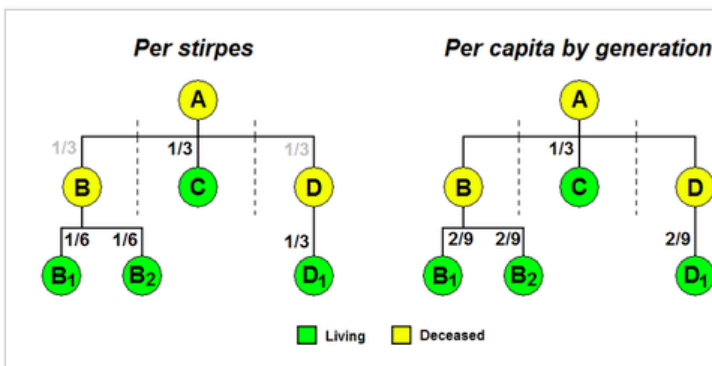 Per stirpes
Per capita by generation
A
A
1/3
1/3
1/3
1/3
B
C
D
B
C
D
1/6
1/6
1/3
2/9
2/9
2/9
B1
B2
D1
B1
B2
D1
Living
Deceased